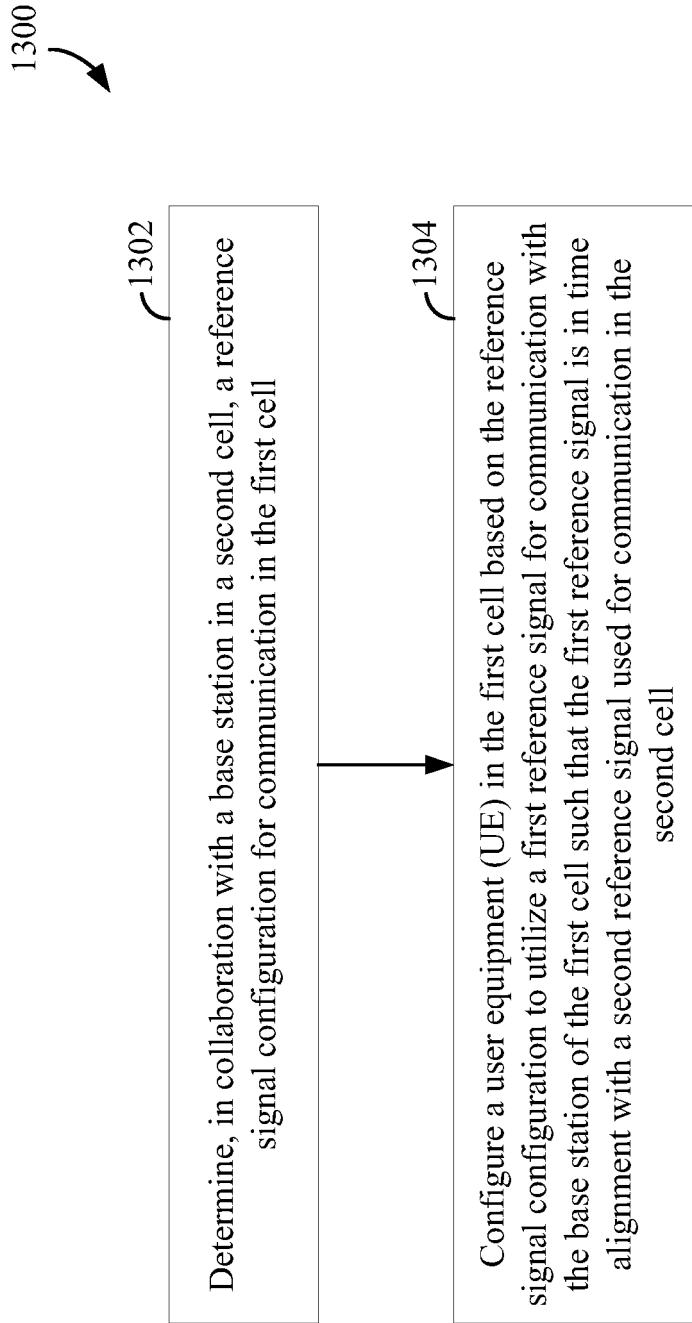 1300
1302
Determine, in collaboration with a base station in a second cell, a reference
signal configuration for communication in the first cell
1304
Configure a user equipment (UE) in the first cell based on the reference
signal configuration to utilize a first reference signal for communication with
the base station of the first cell such that the first reference signal is in time
alignment with a second reference signal used for communication in the
second cell